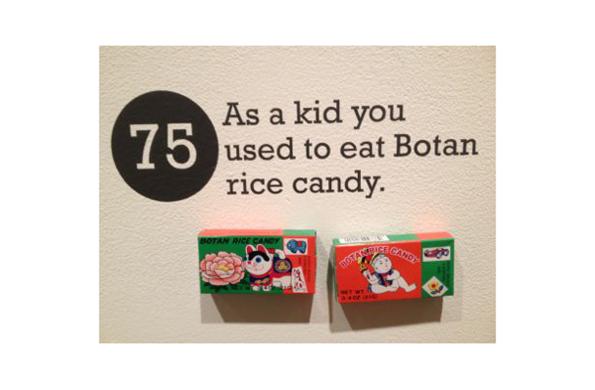 75
As a kid you
used to eat Botan
rice candy.
BOTAN RICE CANDY
BOTAN RICE CANDY
NET WT.